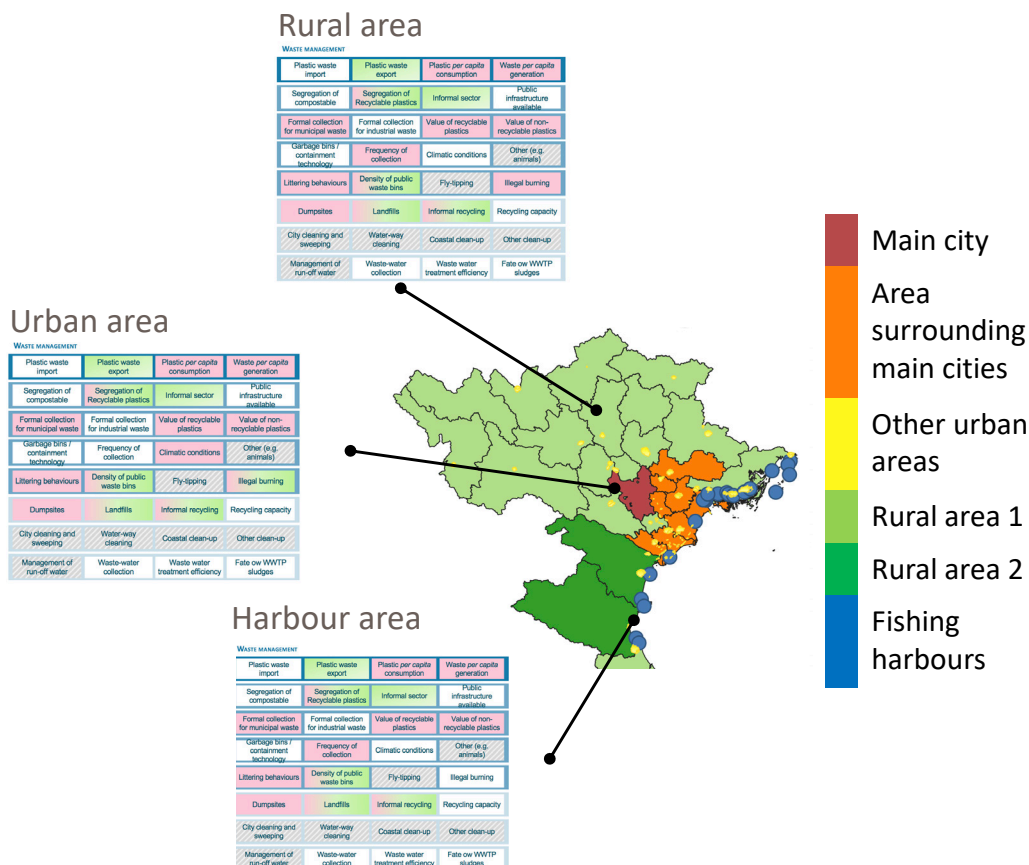 Rural area
WASTE MANAGEMENT
Plastic waste
import
Plastic waste
export
Plastic per capita
consumption
Waste per capita
generation
Segregation of
compostable
Segregation of
Recyclable plastics
Informal sector
Public
infrastructure
available
Formal collection
for municipal waste
Formal collection
for industrial waste
Value of recyclable
plastics
Value of non-
recyclable plastics
Garbage bins /
containment
technology
Frequency of
collection
Climatic conditions
Other (e.g.
animals)
Littering behaviours
Density of public
waste bins
Fly-tipping
Illegal burning
Dumpsites
Landfills
Informal recycling
Recycling capacity
City cleaning and
sweeping
Water-way
cleaning
Coastal clean-up
Other clean-up
Management of
run-off water
Waste-water
collection
Waste water
treatment efficiency
Fate ow WWTP
sludges
Urban area
WASTE MANAGEMENT
Plastic waste
import
Plastic waste
export
Plastic per capita
consumption
Waste per capita
generation
Segregation of
compostable
Segregation of
Recyclable plastics
Informal sector
Public
infrastructure
available
Formal collection
for municipal waste
Formal collection
for industrial waste
Value of recyclable
plastics
Value of non-
recyclable plastics
Garbage bins /
containment
technology
Frequency of
collection
Climatic conditions
Other (e.g.
animals)
Littering behaviours
Density of public
waste bins
Fly-tipping
Illegal burning
Dumpsites
Landfills
Informal recycling
Recycling capacity
City cleaning and
sweeping
Water-way
cleaning
Coastal clean-up
Other clean-up
Management of
run-off water
Waste-water
collection
Waste water
treatment efficiency
Fate ow WWTP
sludges
Harbour area
WASTE MANAGEMENT
Plastic waste
import
Plastic waste
export
Plastic per capita
consumption
Waste per capita
generation
Segregation of
compostable
Segregation of
Recyclable plastics
Informal sector
Public
infrastructure
available
Formal collection
for municipal waste
Formal collection
for industrial waste
Value of recyclable
plastics
Value of non-
recyclable plastics
Garbage bins /
containment
technology
Frequency of
collection
Climatic conditions
Other (e.g.
animals)
Littering behaviours
Density of public
waste bins
Fly-tipping
Illegal burning
Dumpsites
Landfills
Informal recycling
Recycling capacity
City cleaning and
sweeping
Water-way
cleaning
Coastal clean-up
Other clean-up
Management of
run-off water
Waste-water
collection
Waste water
treatment efficiency
Fate ow WWTP
sludges
Main city
Area
surrounding
main cities
Other urban
areas
Rural area 1
Rural area 2
Fishing
harbours